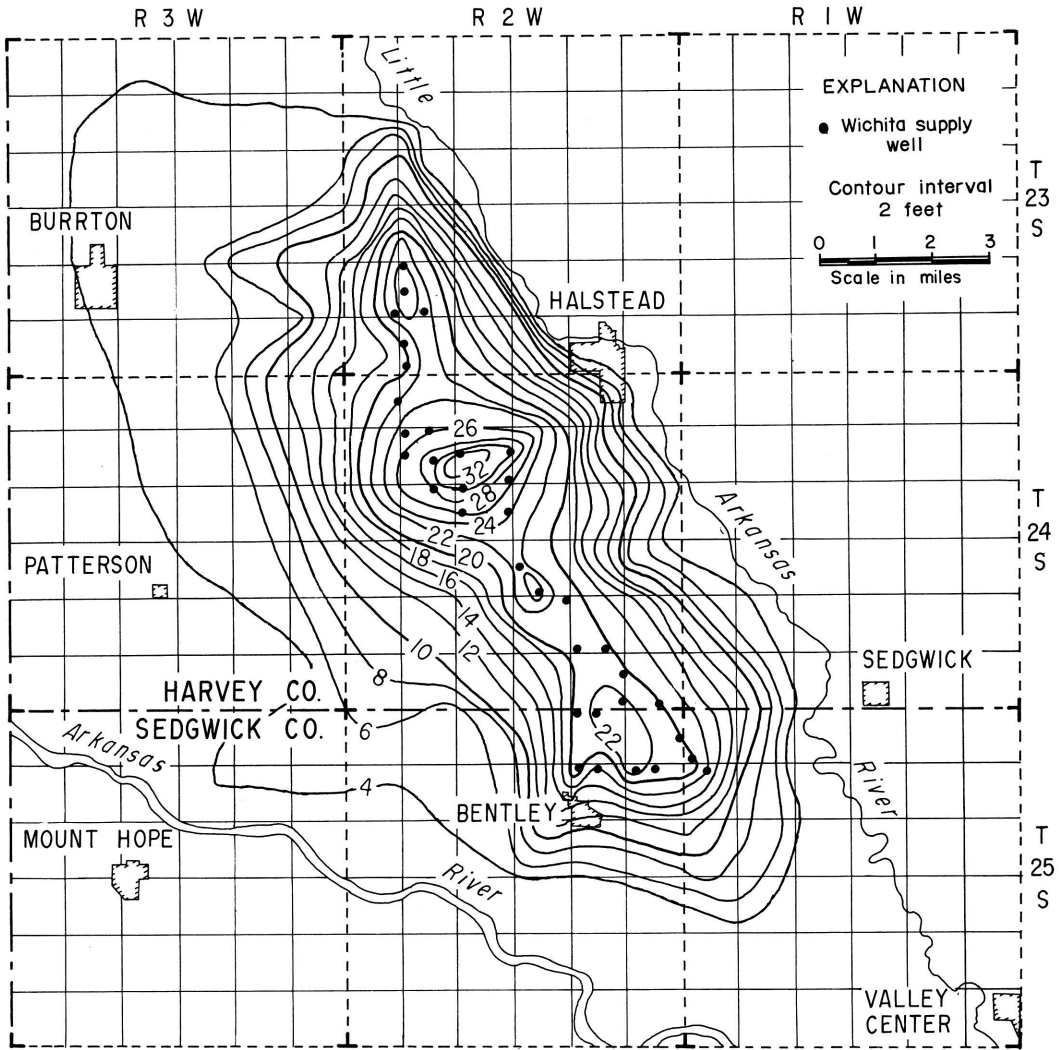 R 3 W
R 2 W
R 1 W
Little
EXPLANATION
Wichita supply
well
Contour interval
2 feet
0 1 2 3
Scale in miles
T
23
S
BURRTON
HALSTEAD
26
32
28
24
22
20
18
16
14
12
10
8
6
4
22
Arkansas
T
24
S
PATTERSON
SEDGWICK
HARVEY CO.
SEDGWICK CO.
Arkansas
River
BENTLEY
MOUNT HOPE
River
T
25
S
VALLEY
CENTER